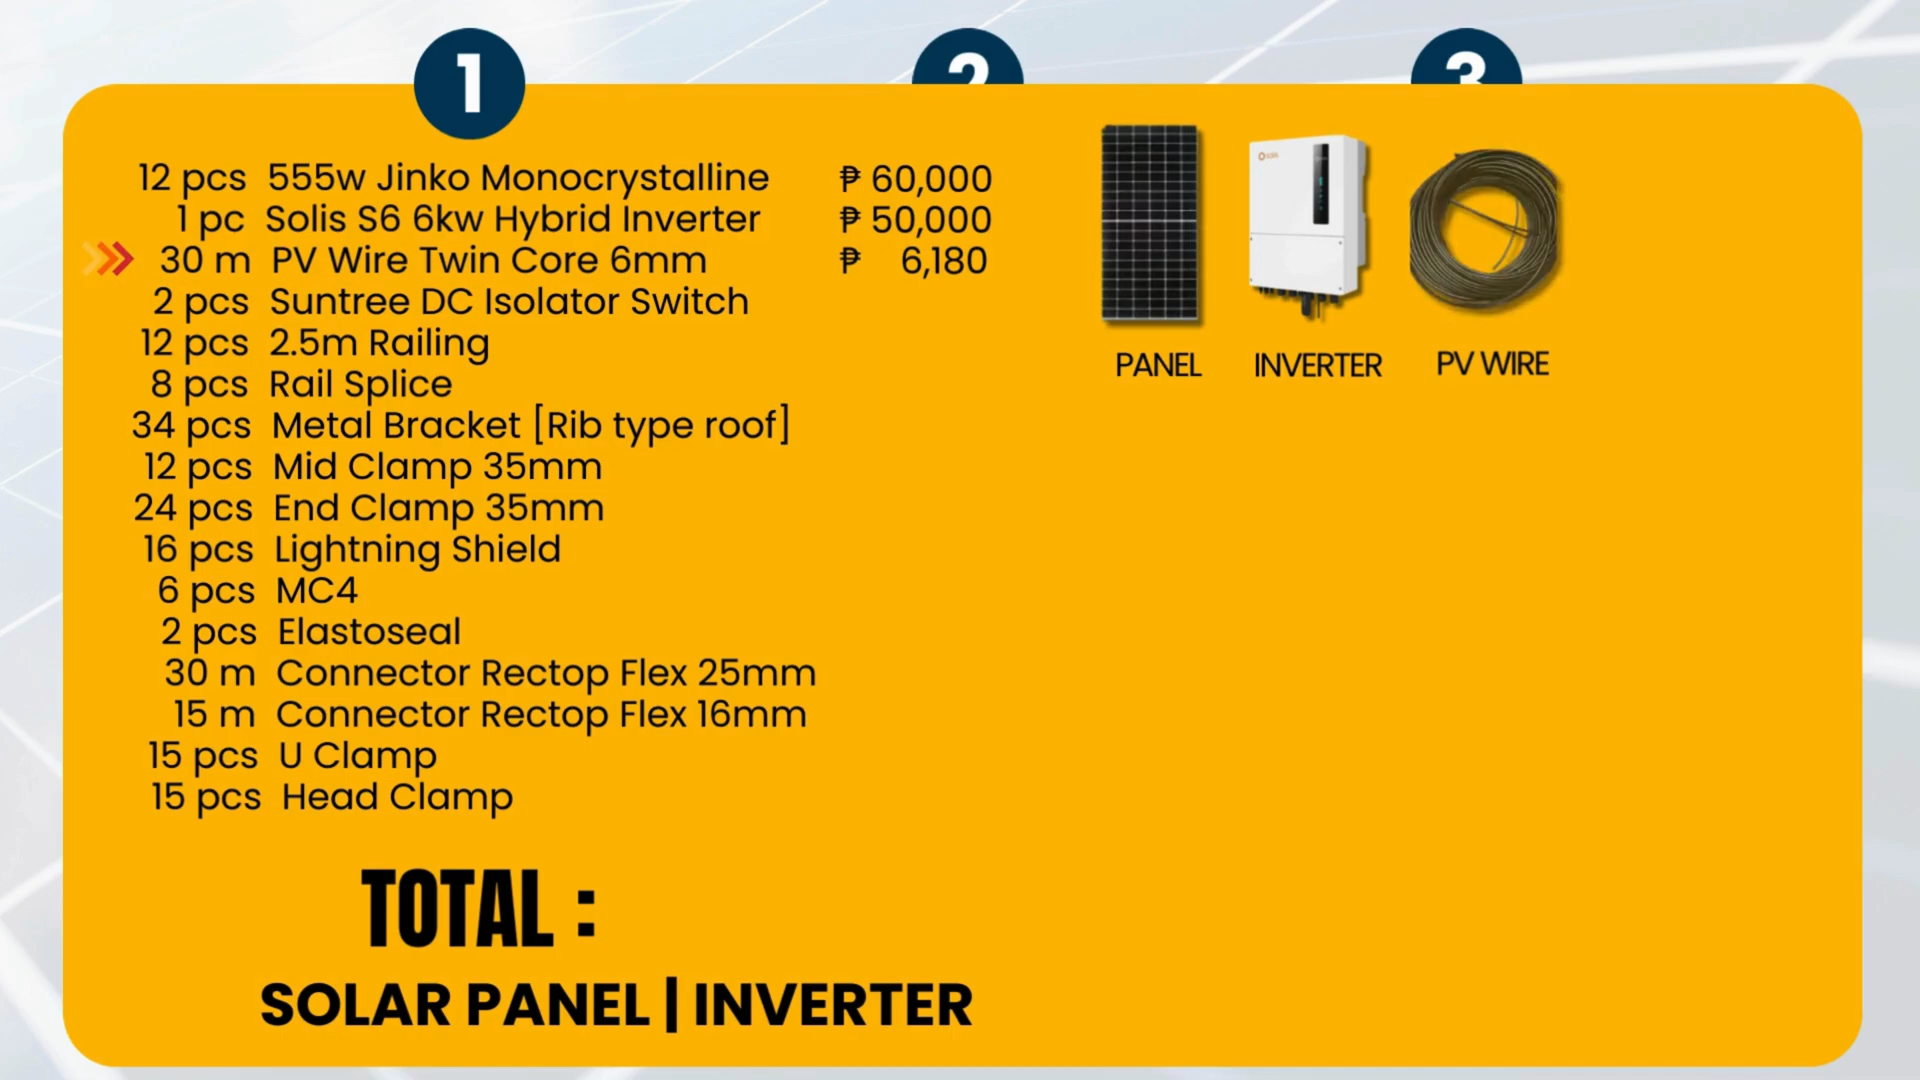 1
2
3
12 pcs 555w Jinko Monocrystalline ₱ 60,000
1 pc Solis S6 6kw Hybrid Inverter ₱ 50,000
30 m PV Wire Twin Core 6mm ₱ 6,180
2 pcs Suntree DC Isolator Switch
12 pcs 2.5m Railing
8 pcs Rail Splice
34 pcs Metal Bracket [Rib type roof]
12 pcs Mid Clamp 35mm
24 pcs End Clamp 35mm
16 pcs Lightning Shield
6 pcs MC4
2 pcs Elastoseal
30 m Connector Rectop Flex 25mm
15 m Connector Rectop Flex 16mm
15 pcs U Clamp
15 pcs Head Clamp
TOTAL :
SOLAR PANEL | INVERTER
solis
PANEL INVERTER PV WIRE